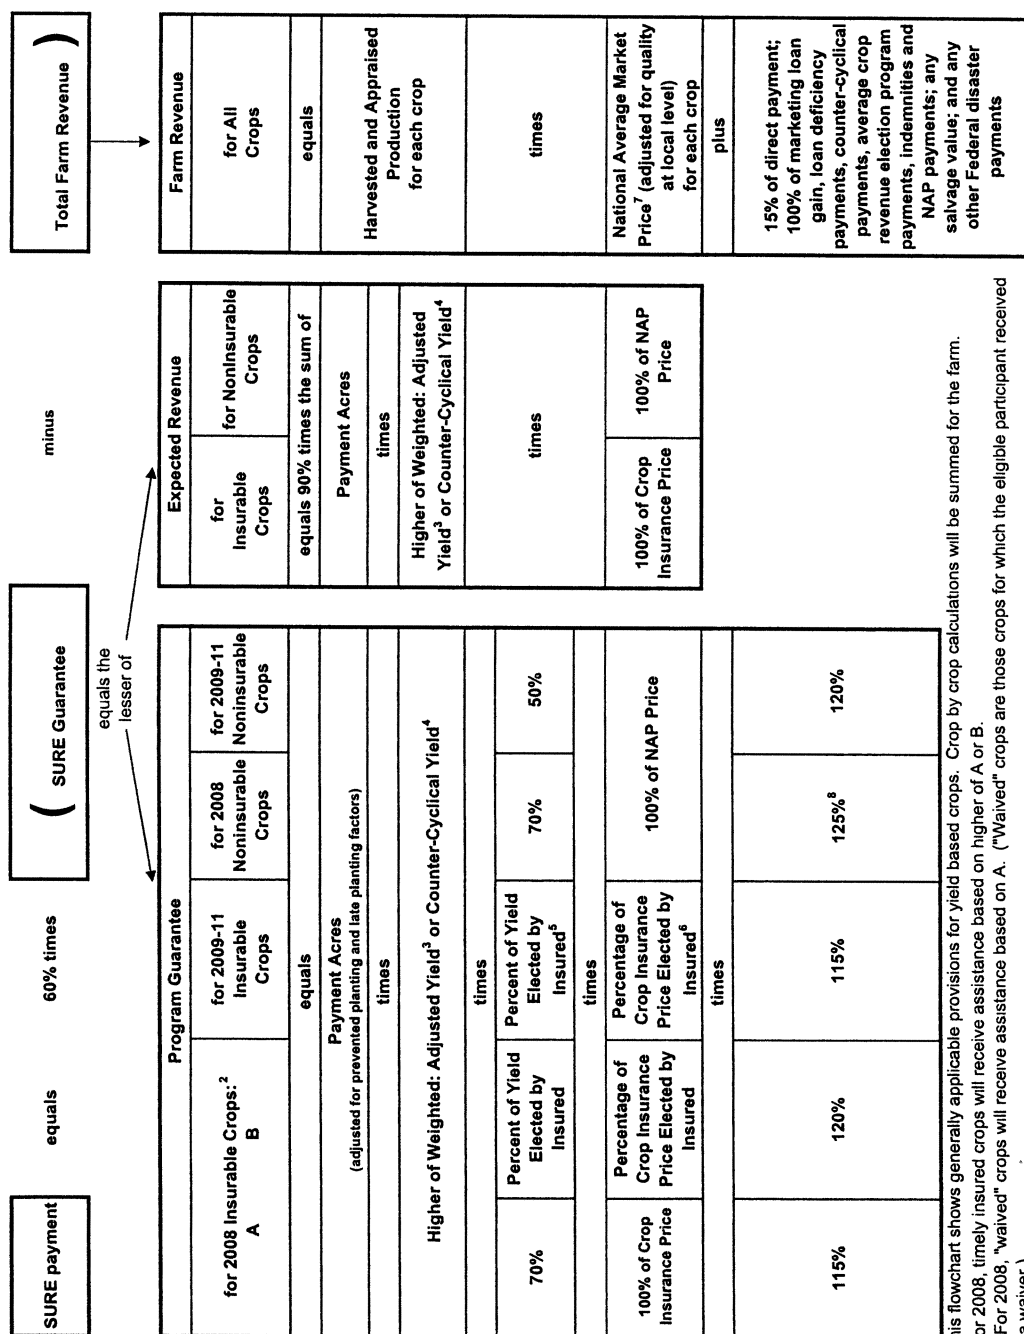 SURE payment
equals
60% times
( SURE Guarantee
minus
Total Farm Revenue )
equals the
lesser of
Program Guarantee
for 2008 Insurable Crops:²
A B
for 2009-11
Insurable
Crops
for 2008
Noninsurable
Crops
for 2009-11
Noninsurable
Crops
equals
Payment Acres
(adjusted for prevented planting and late planting factors)
times
Higher of Weighted: Adjusted Yield³ or Counter-Cyclical Yield⁴
times
70%
Percent of Yield
Elected by
Insured
Percent of Yield
Elected by
Insured⁵
70%
50%
times
100% of Crop
Insurance Price
Percentage of
Crop Insurance
Price Elected by
Insured
Percentage of
Crop Insurance
Price Elected by
Insured⁶
100% of NAP Price
times
115%
120%
115%
125%⁸
120%
Expected Revenue
for
Insurable
Crops
for NonInsurable
Crops
equals 90% times the sum of
Payment Acres
times
Higher of Weighted: Adjusted
Yield³ or Counter-Cyclical Yield⁴
times
100% of Crop
Insurance Price
100% of NAP
Price
Farm Revenue
for All
Crops
equals
Harvested and Appraised
Production
for each crop
times
National Average Market
Price⁷ (adjusted for quality
at local level)
for each crop
plus
15% of direct payment;
100% of marketing loan
gain, loan deficiency
payments, counter-cyclical
payments, average crop
revenue election program
payments, indemnities and
NAP payments; any
salvage value; and any
other Federal disaster
payments
his flowchart shows generally applicable provisions for yield based crops. Crop by crop calculations will be summed for the farm.
or 2008, timely insured crops will receive assistance based on higher of A or B.
For 2008, "waived" crops will receive assistance based on A. ("Waived" crops are those crops for which the eligible participant received
a waiver.)